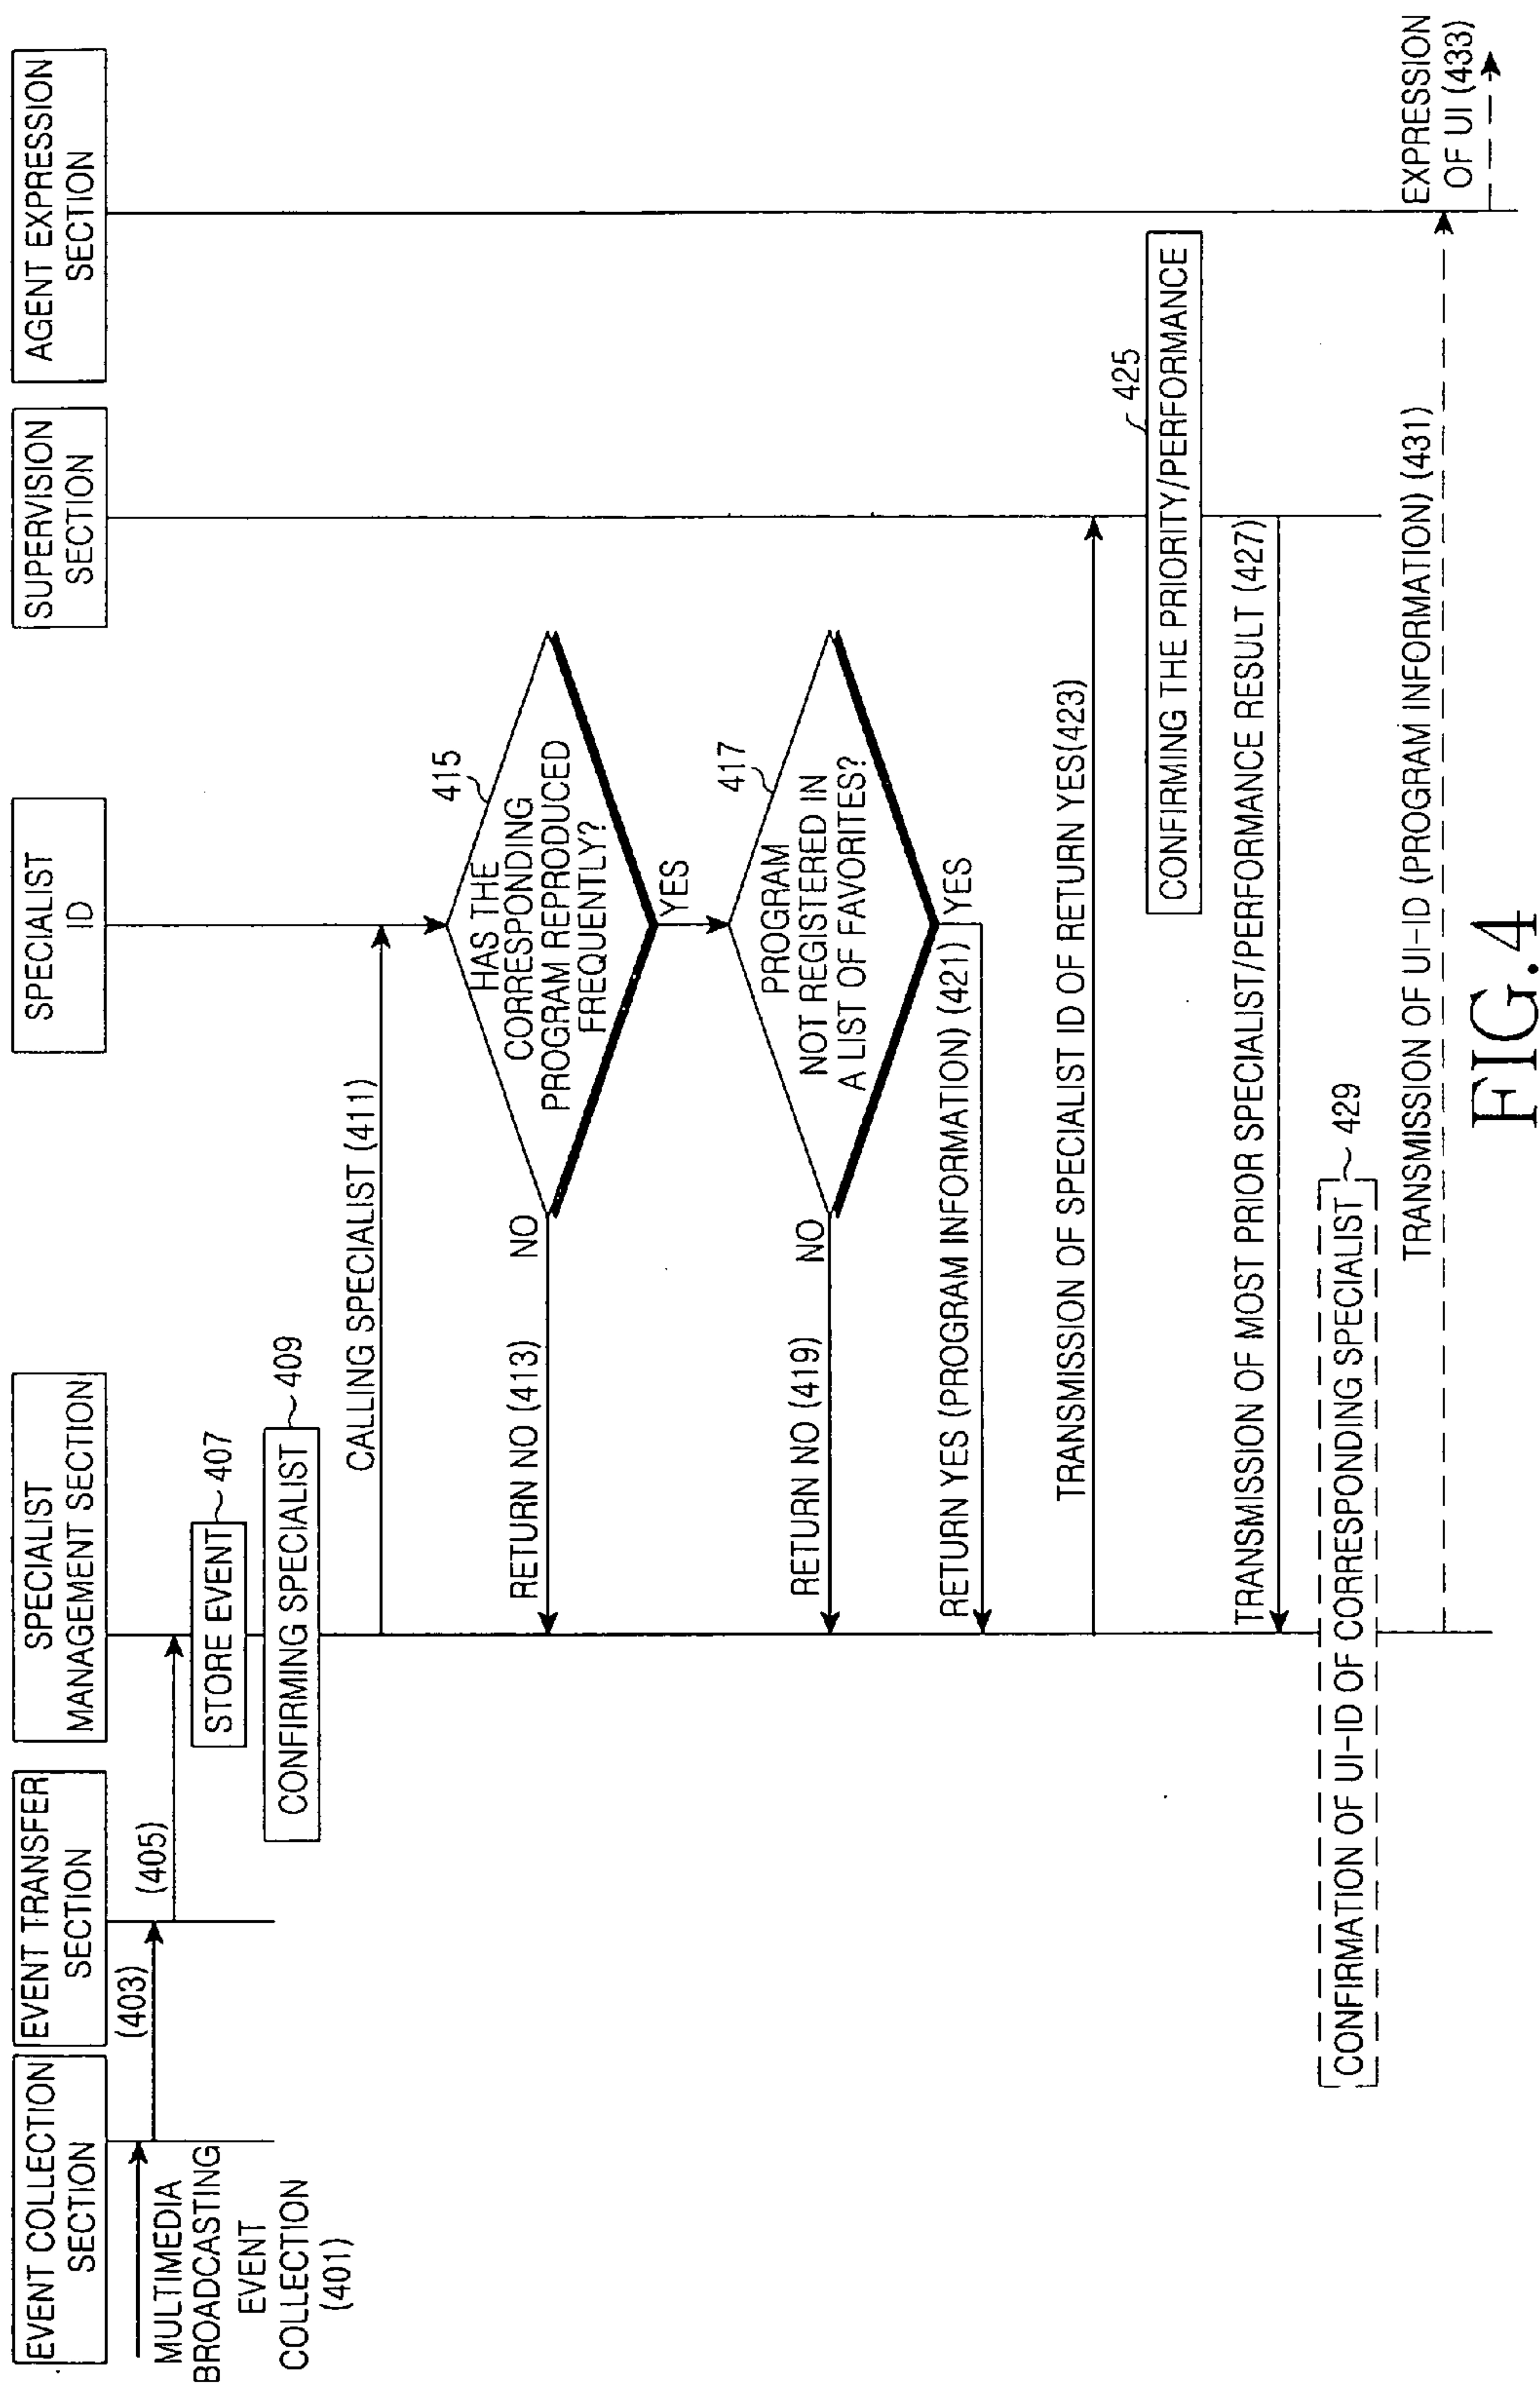 EVENT COLLECTION
SECTION
EVENT TRANSFER
SECTION
SPECIALIST
MANAGEMENT SECTION
SPECIALIST
ID
SUPERVISION
SECTION
AGENT EXPRESSION
SECTION
MULTIMEDIA
BROADCASTING
EVENT
COLLECTION
(401)
(403)
(405)
STORE EVENT
407
CONFIRMING SPECIALIST
409
CALLING SPECIALIST (411)
415
HAS THE
CORRESPONDING
PROGRAM REPRODUCED
FREQUENTLY?
NO
RETURN NO (413)
YES
417
PROGRAM
NOT REGISTERED IN
A LIST OF FAVORITES?
NO
RETURN NO (419)
YES
RETURN YES (PROGRAM INFORMATION) (421)
TRANSMISSION OF SPECIALIST ID OF RETURN YES(423)
425
CONFIRMING THE PRIORITY/PERFORMANCE
TRANSMISSION OF MOST PRIOR SPECIALIST/PERFORMANCE RESULT (427)
CONFIRMATION OF UI-ID OF CORRESPONDING SPECIALIST
429
TRANSMISSION OF UI-ID (PROGRAM INFORMATION) (431)
EXPRESSION
OF UI (433)
FIG.4